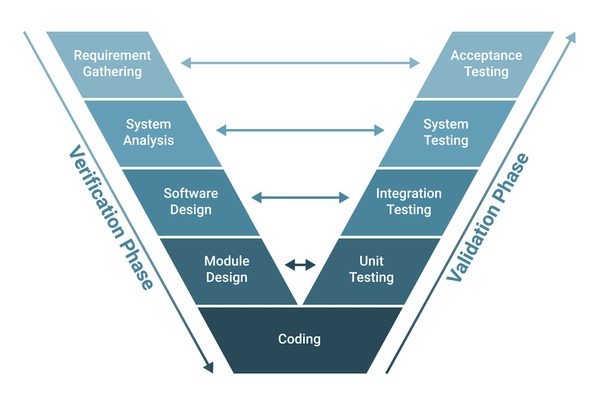 Requirement
Gathering
Acceptance
Testing
System
Analysis
System
Testing
Software
Design
Integration
Testing
Module
Design
Unit
Testing
Coding
Verification Phase
Validation Phase